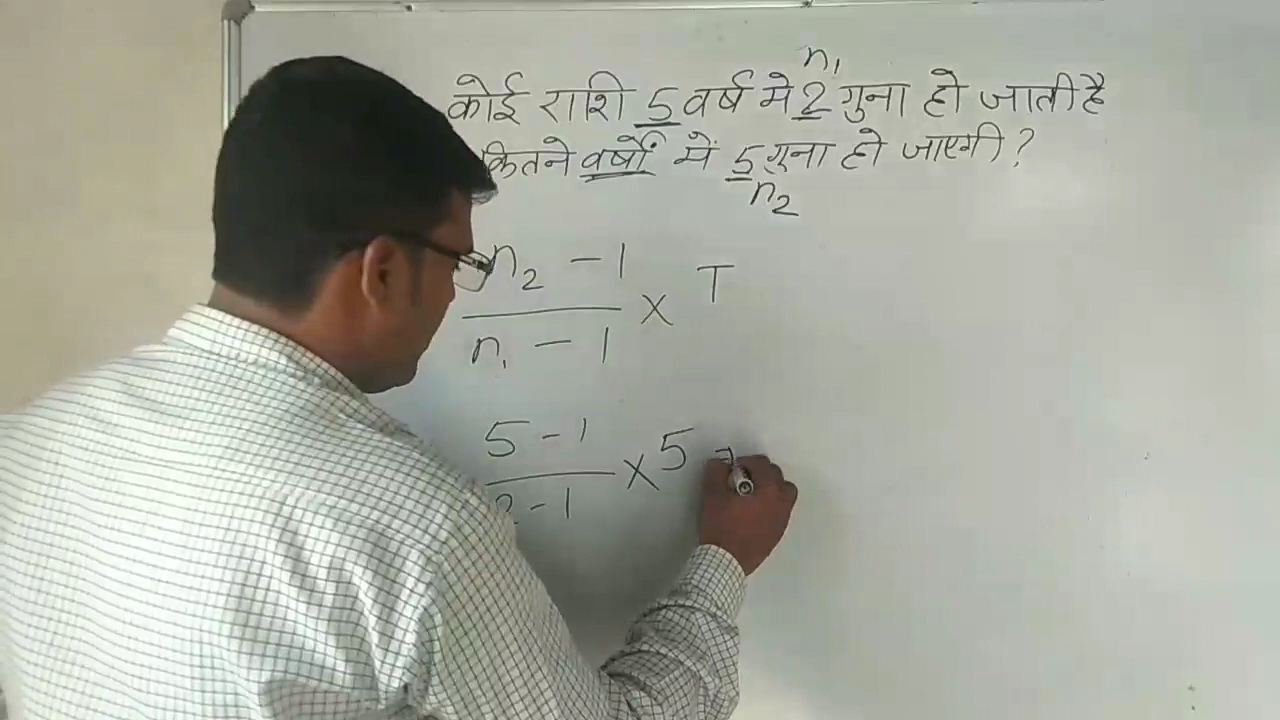 n1
कोई राशि 5 वर्ष मे 2 गुना हो जाती है
कितने वर्षों में 5 गुना हो जाएगी ?
n2
n2 - 1
× T
n1 - 1
5 - 1
× 5 =
2 - 1